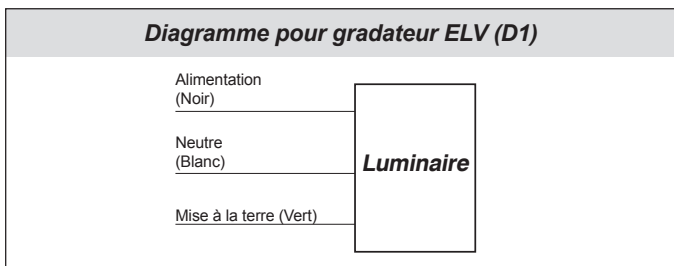 Diagramme pour gradateur ELV (D1)
Alimentation
(Noir)
Neutre
(Blanc)
Luminaire
Mise à la terre (Vert)